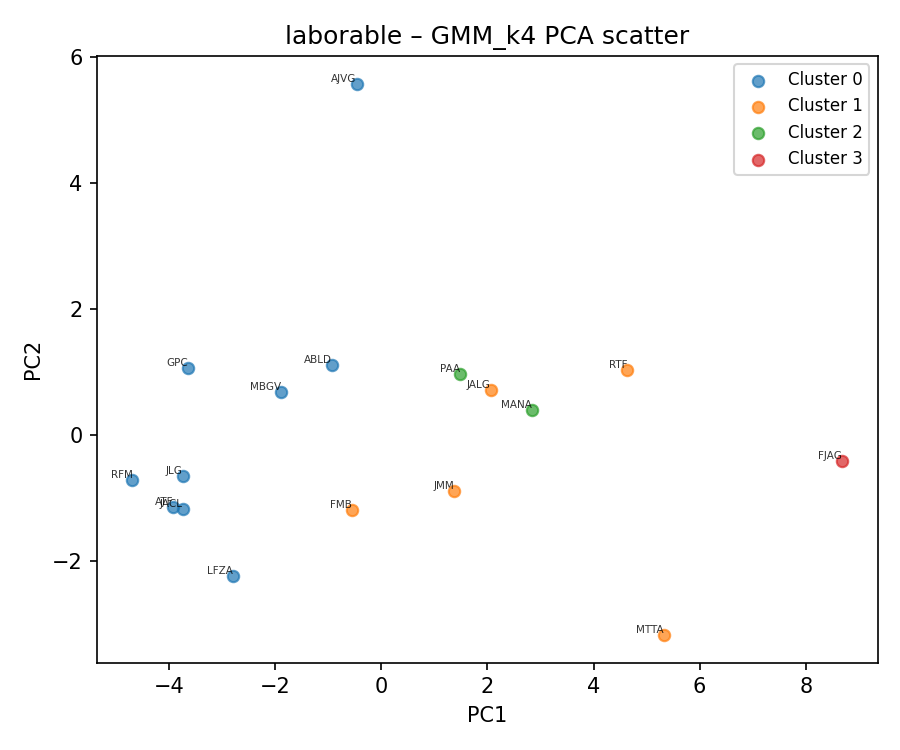 laborable – GMM_k4 PCA scatter
Cluster 0
Cluster 1
Cluster 2
Cluster 3
AJVG
GPC
ABLD
MBGV
PAA
JALG
MANA
RTF
FJAG
RFM
JLG
JACL
FMB
JMM
LFZA
MTTA
6
4
2
0
−2
PC2
−4
−2
0
2
4
6
8
PC1